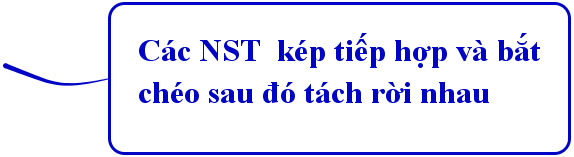 Các NST kép tiếp hợp và bắt
chéo sau đó tách rời nhau